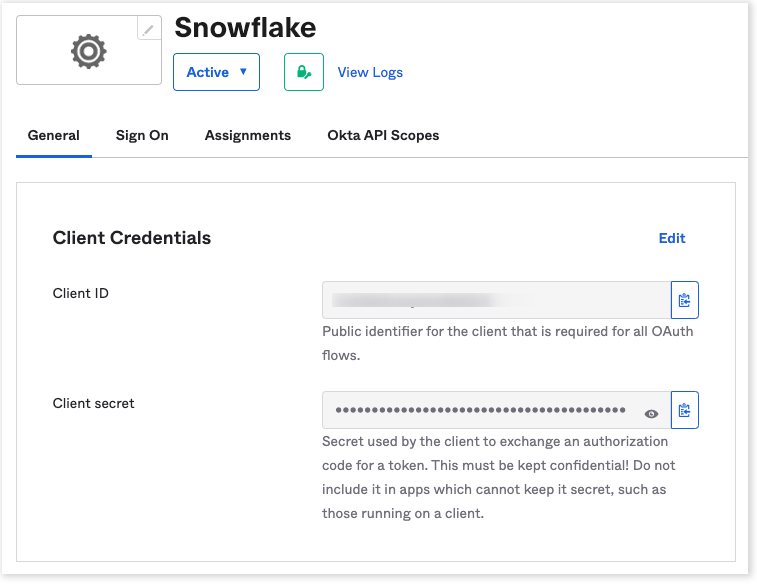 Snowflake
Active
View Logs
General Sign On Assignments Okta API Scopes
Client Credentials
Edit
Client ID
Public identifier for the client that is required for all OAuth
flows.
Client secret
••••••••••••••••••••••••••••••••••••••••
Secret used by the client to exchange an authorization
code for a token. This must be kept confidential! Do not
include it in apps which cannot keep it secret, such as
those running on a client.